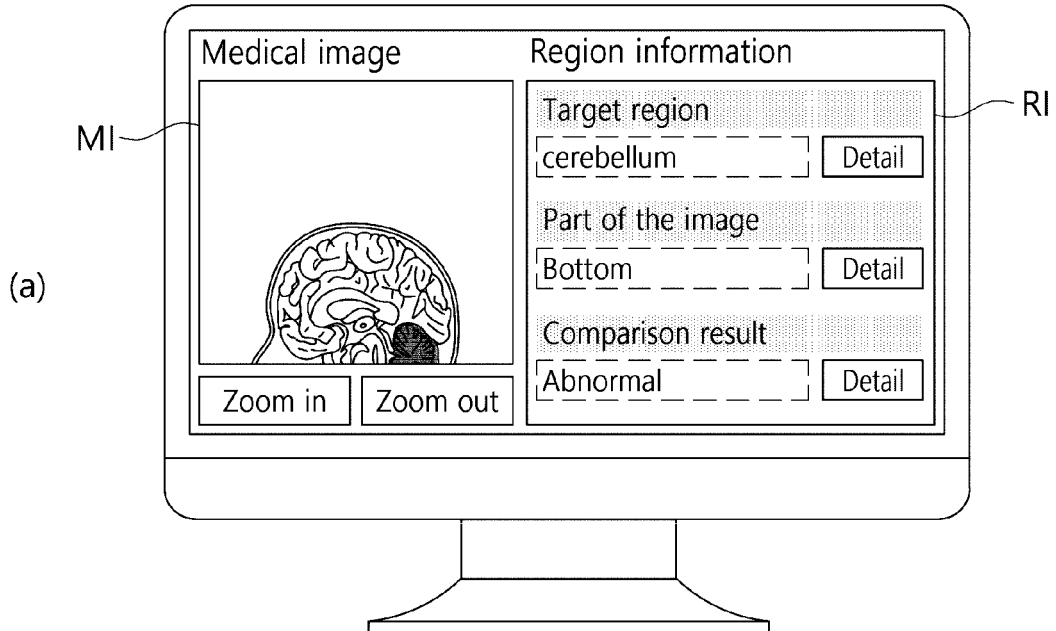 Medical image
Region information
MI
RI
Target region
cerebellum
Detail
Part of the image
Bottom
Detail
(a)
Comparison result
Abnormal
Detail
Zoom in
Zoom out